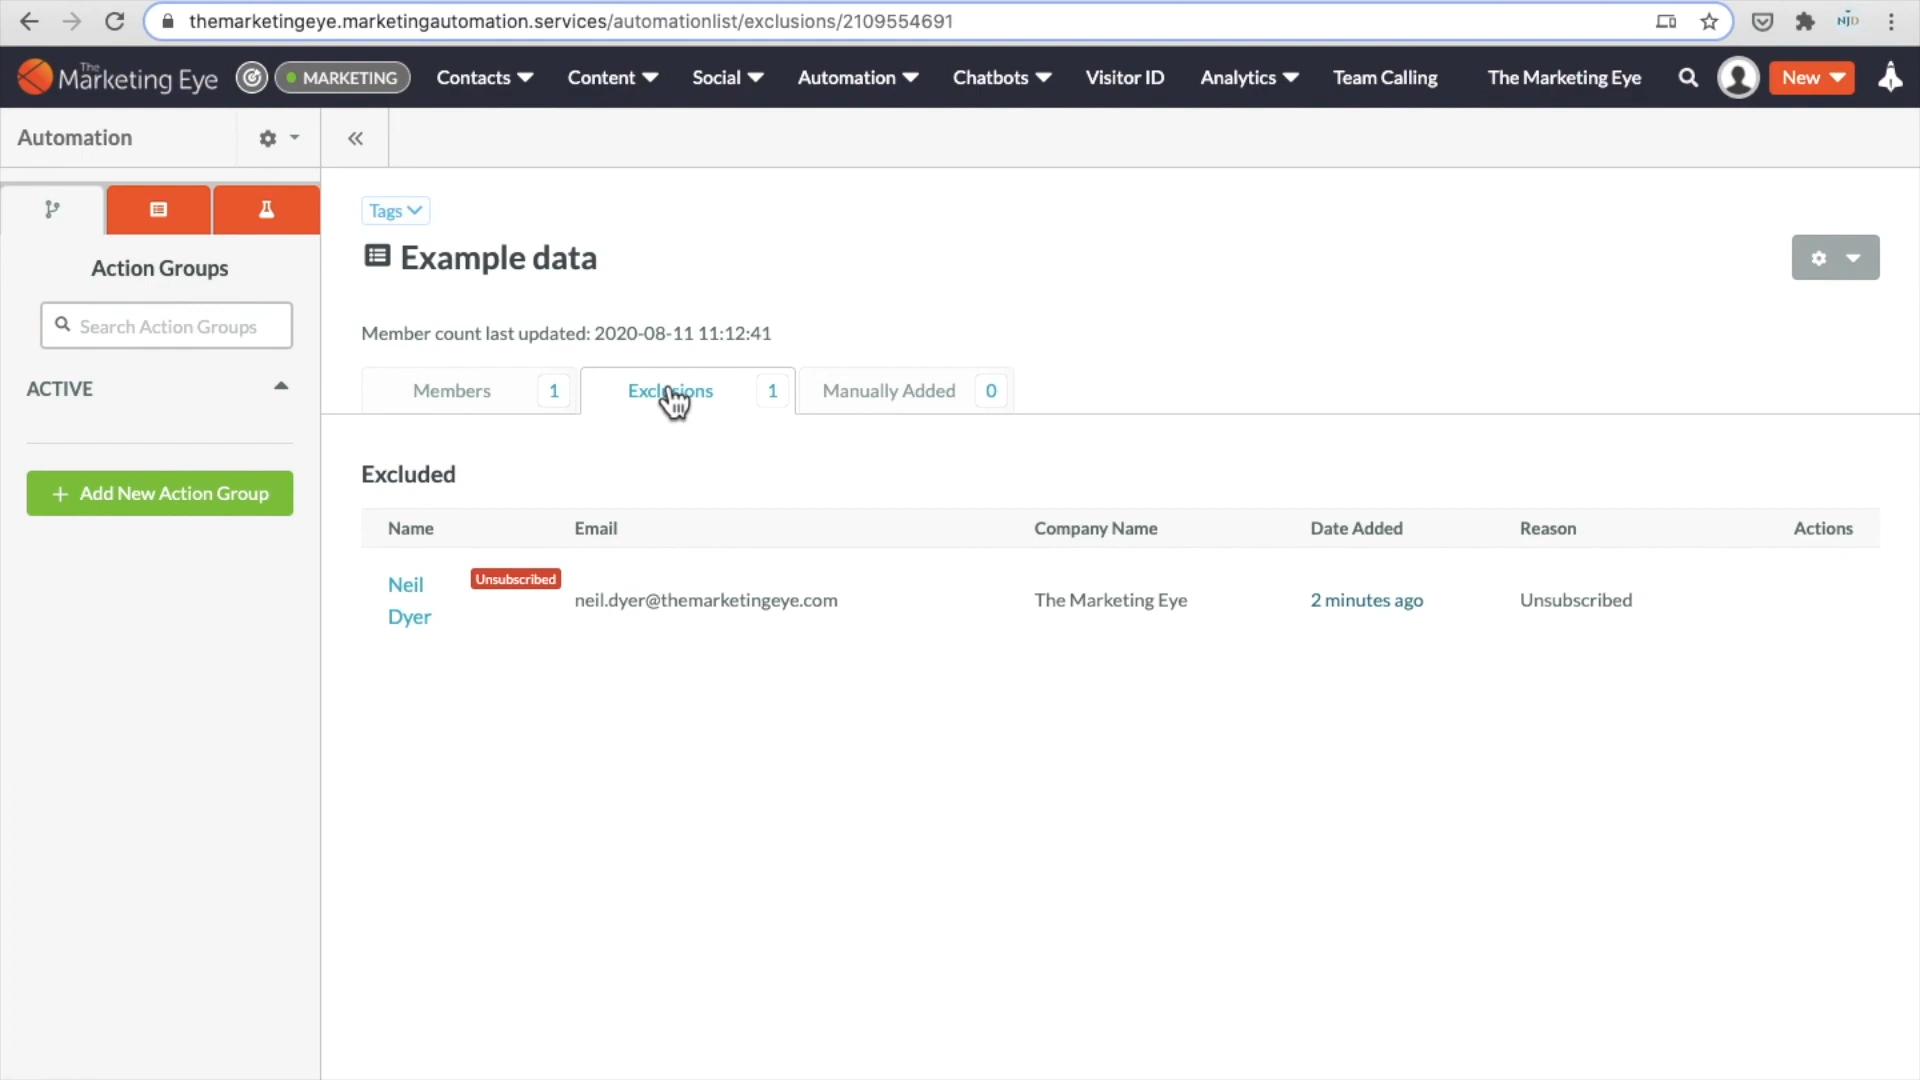 themarketingeye.marketingautomation.services/automationlist/exclusions/2109554691
NJD
The Marketing Eye
MARKETING
Contacts
Content
Social
Automation
Chatbots
Visitor ID
Analytics
Team Calling
The Marketing Eye
New
Automation
Action Groups
Search Action Groups
ACTIVE
+ Add New Action Group
Tags
Example data
Member count last updated: 2020-08-11 11:12:41
Members 1
Exclusions 1
Manually Added 0
Excluded
Name Email Company Name Date Added Reason Actions
Neil Dyer Unsubscribed neil.dyer@themarketingeye.com The Marketing Eye 2 minutes ago Unsubscribed